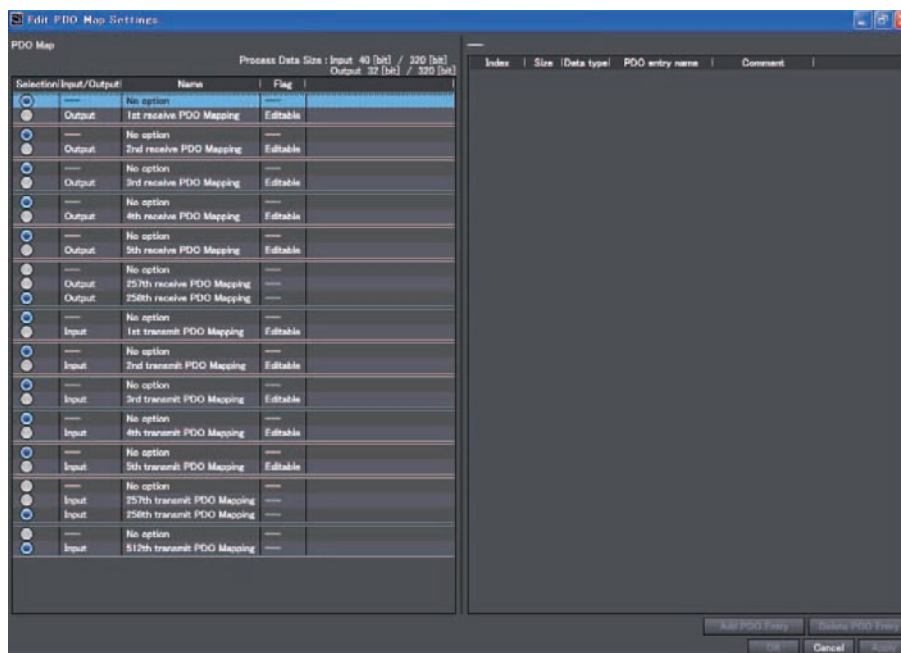 Edit PDO Map Settings
PDO Map
Process Data Size : Input 40 [bit] / 320 [bit]
Output 32 [bit] / 320 [bit]
Selection Input/Output Name Flag
---- No option ----
Output 1st receive PDO Mapping Editable
---- No option ----
Output 2nd receive PDO Mapping Editable
---- No option ----
Output 3rd receive PDO Mapping Editable
---- No option ----
Output 4th receive PDO Mapping Editable
---- No option ----
Output 5th receive PDO Mapping Editable
---- No option ----
Output 257th receive PDO Mapping ----
Output 258th receive PDO Mapping ----
---- No option ----
Input 1st transmit PDO Mapping Editable
---- No option ----
Input 2nd transmit PDO Mapping Editable
---- No option ----
Input 3rd transmit PDO Mapping Editable
---- No option ----
Input 4th transmit PDO Mapping Editable
---- No option ----
Input 5th transmit PDO Mapping Editable
---- No option ----
Input 257th transmit PDO Mapping ----
Input 258th transmit PDO Mapping ----
---- No option ----
Input 512th transmit PDO Mapping ----
----
Index Size Data type PDO entry name Comment
Add PDO Entry Delete PDO Entry
OK Cancel Apply